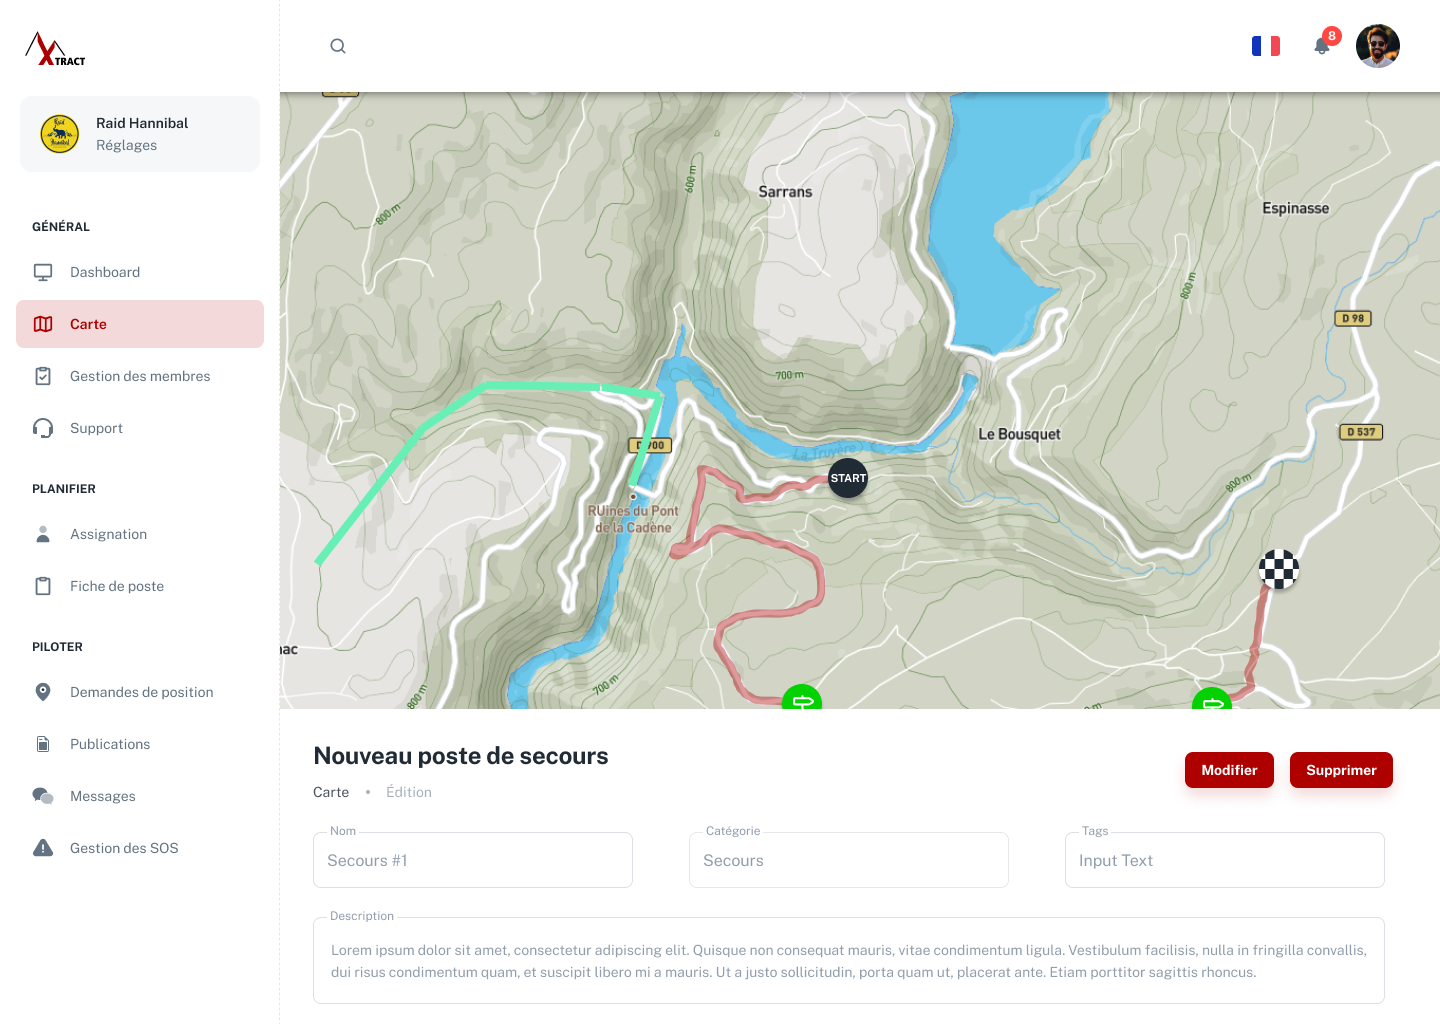 XTRACT
8
Raid Hannibal
Réglages
Raid
Hannibal
GÉNÉRAL
Dashboard
Carte
Gestion des membres
Support
PLANIFIER
Assignation
Fiche de poste
PILOTER
Demandes de position
Publications
Messages
Gestion des SOS
Sarrans
Espinasse
800 m
600 m
800 m
D 98
700 m
Le Bousquet
D 537
D 900
La Truyère
START
800 m
RUines du Pont
de la Cadène
nac
700 m
800 m
m
Nouveau poste de secours
Carte • Édition
Modifier
Supprimer
Nom
Secours #1
Catégorie
Secours
Tags
Input Text
Description
Lorem ipsum dolor sit amet, consectetur adipiscing elit. Quisque non consequat mauris, vitae condimentum ligula. Vestibulum facilisis, nulla in fringilla convallis,
dui risus condimentum quam, et suscipit libero mi a mauris. Ut a justo sollicitudin, porta quam ut, placerat ante. Etiam porttitor sagittis rhoncus.